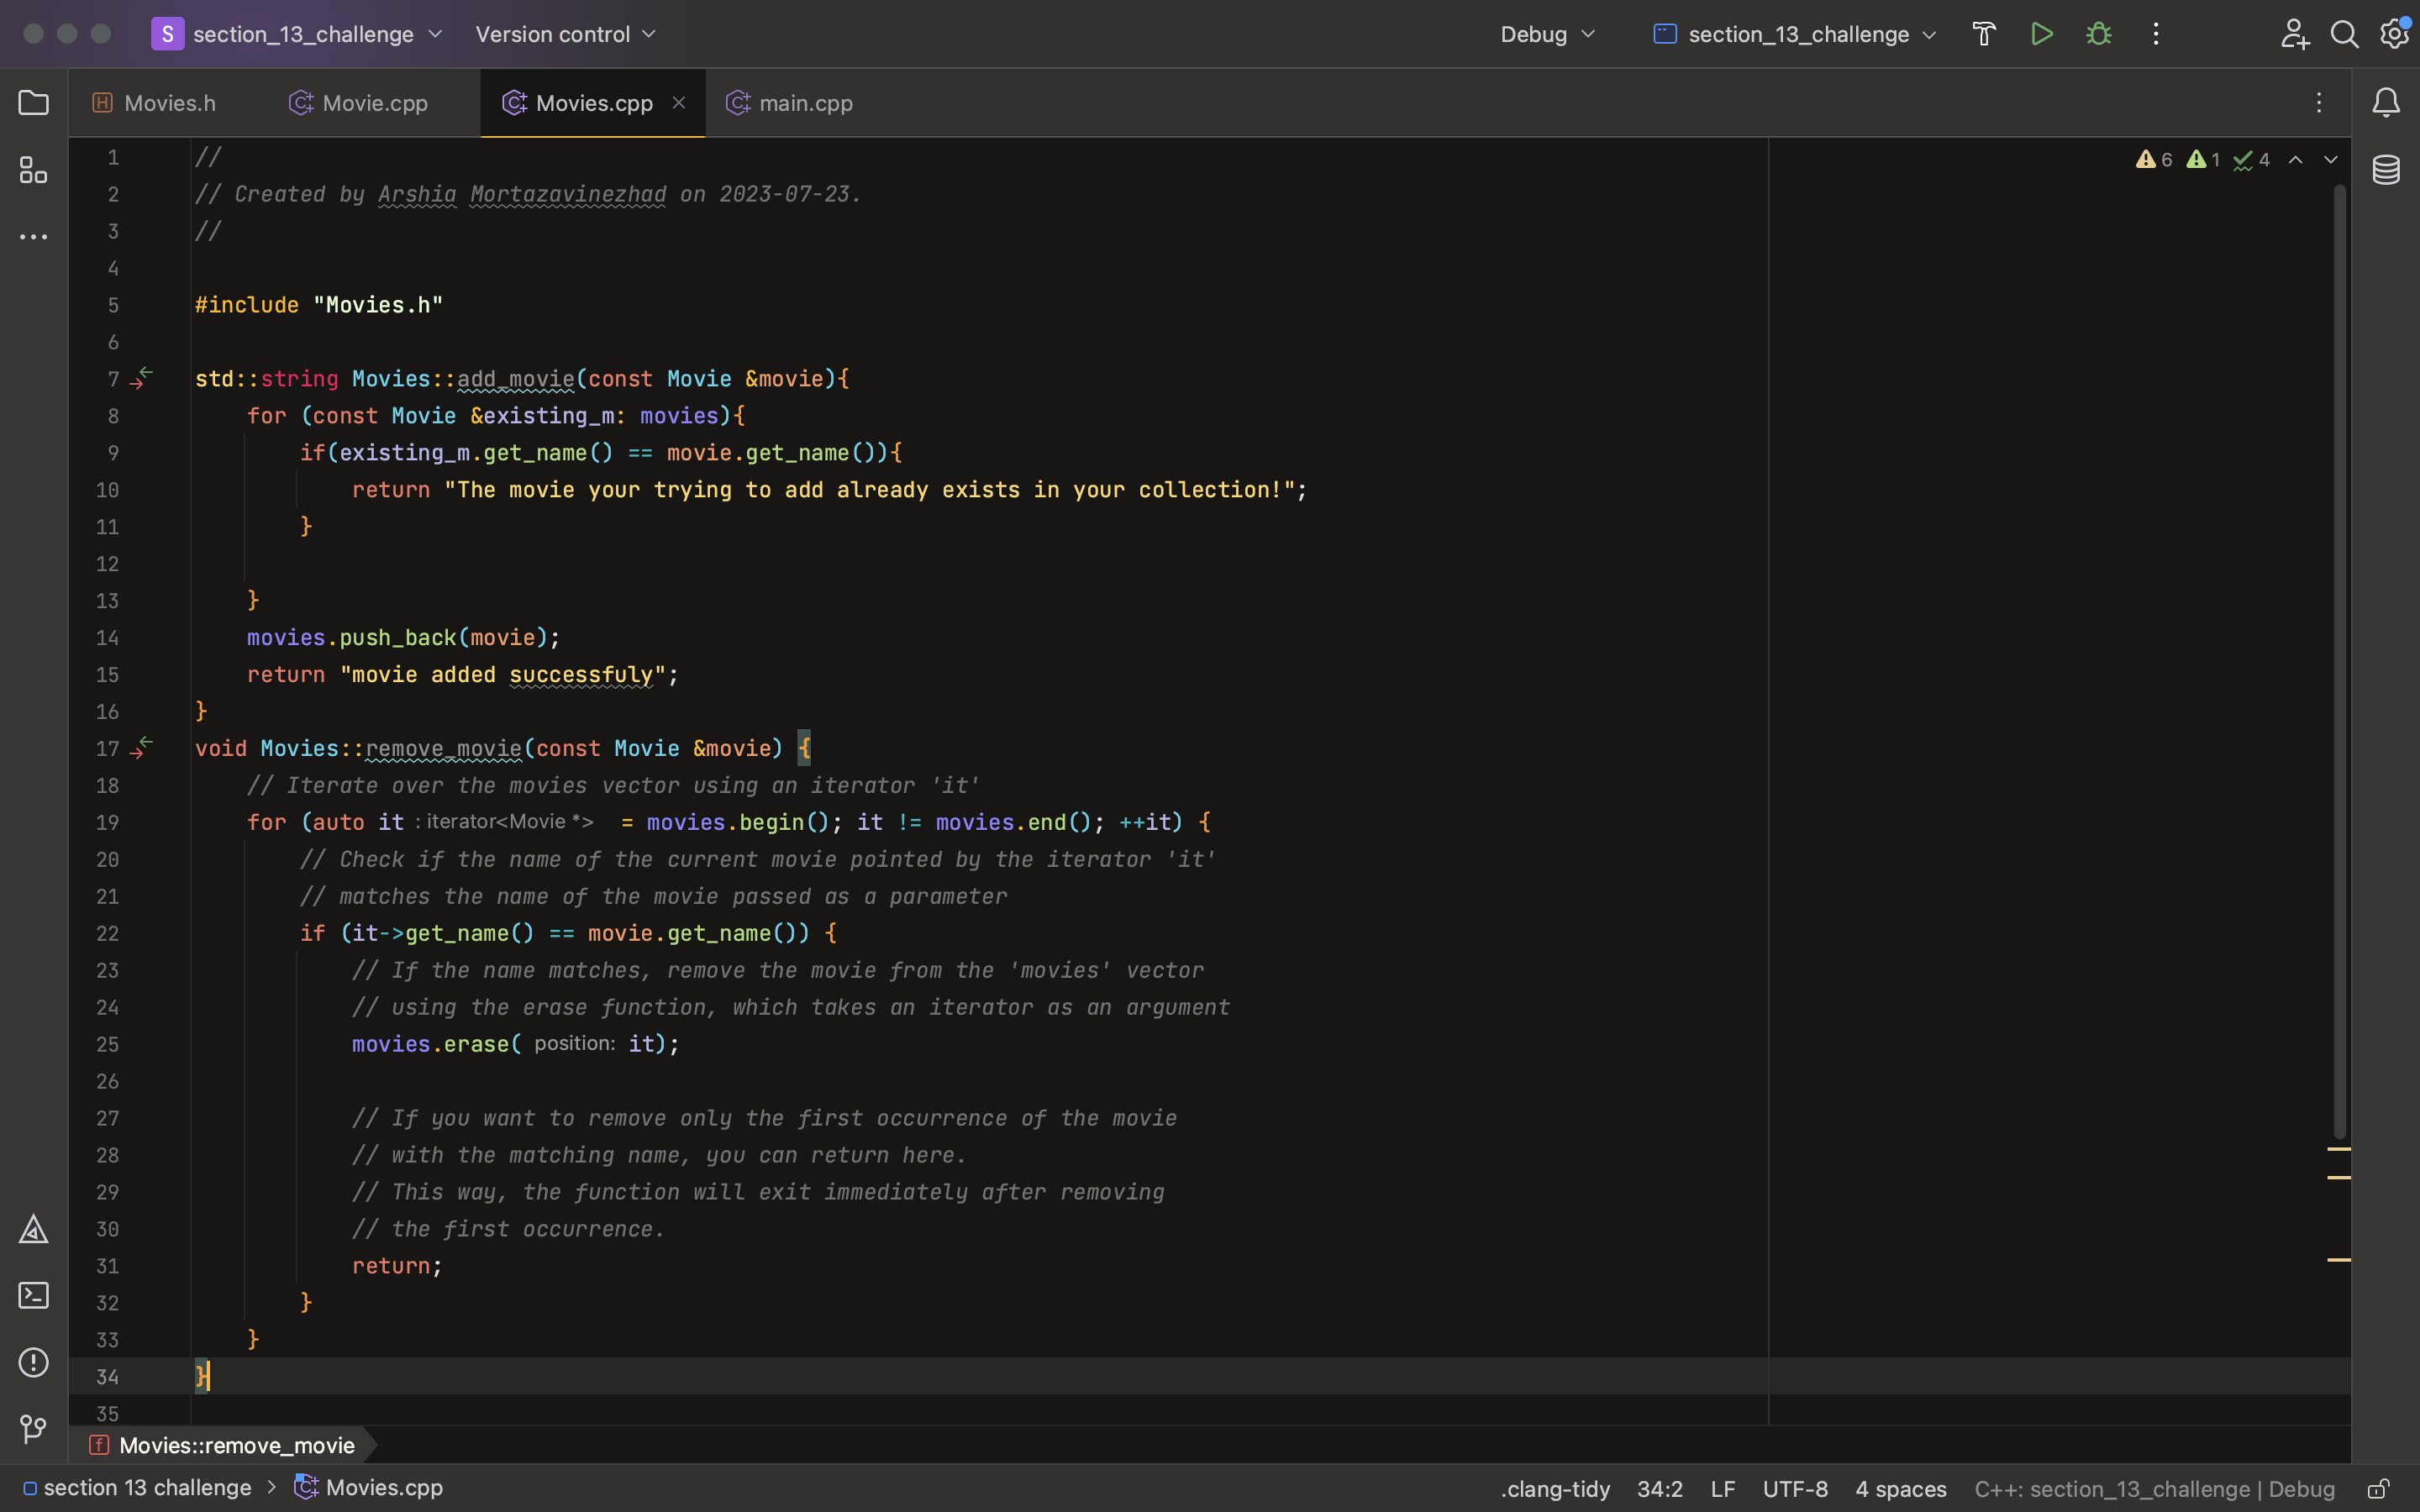 S section_13_challenge Version control Debug section_13_challenge
Movies.h Movie.cpp Movies.cpp main.cpp
6 1 4
1 //
2 // Created by Arshia Mortazavinezhad on 2023-07-23.
3 //
4
5 #include "Movies.h"
6
7 std::string Movies::add_movie(const Movie &movie){
8 for (const Movie &existing_m: movies){
9 if(existing_m.get_name() == movie.get_name()){
10 return "The movie your trying to add already exists in your collection!";
11 }
12
13 }
14 movies.push_back(movie);
15 return "movie added successfuly";
16 }
17 void Movies::remove_movie(const Movie &movie) {
18 // Iterate over the movies vector using an iterator 'it'
19 for (auto it : iterator<Movie *> = movies.begin(); it != movies.end(); ++it) {
20 // Check if the name of the current movie pointed by the iterator 'it'
21 // matches the name of the movie passed as a parameter
22 if (it->get_name() == movie.get_name()) {
23 // If the name matches, remove the movie from the 'movies' vector
24 // using the erase function, which takes an iterator as an argument
25 movies.erase( position: it);
26
27 // If you want to remove only the first occurrence of the movie
28 // with the matching name, you can return here.
29 // This way, the function will exit immediately after removing
30 // the first occurrence.
31 return;
32 }
33 }
34 }
35
f Movies::remove_movie
section 13 challenge > Movies.cpp .clang-tidy 34:2 LF UTF-8 4 spaces C++: section_13_challenge | Debug